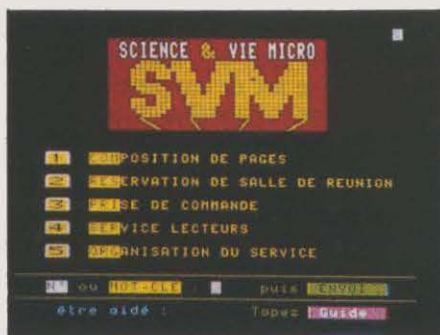 SCIENCE & VIE MICRO
SVM
1 COMPOSITION DE PAGES
2 RESERVATION DE SALLE DE REUNION
3 PRISE DE COMMANDE
4 SERVICE LECTEURS
5 ORGANISATION DU SERVICE
N° ou MOT-CLE : puis ENVOI
être aidé : Tapez Guide